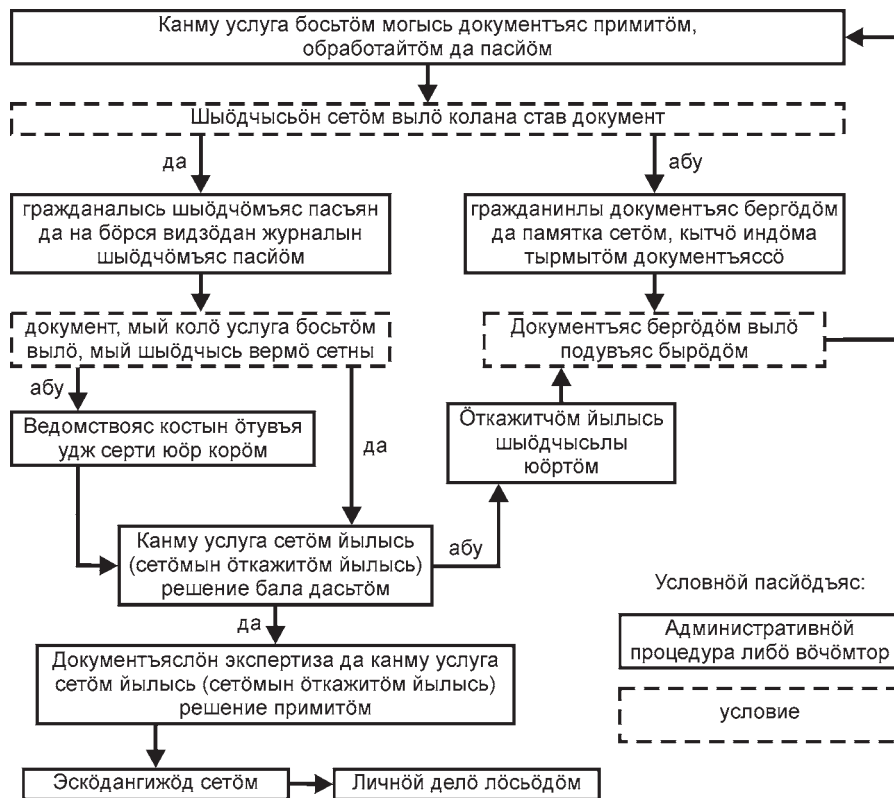 Канму услуга босьтӧм могысь документъяс примитӧм,
обработайтӧм да пасйӧм
Шыӧдчысьӧн сетӧм вылӧ колана став документ
да
абу
гражданалысь шыӧдчӧмъяс пасъян
да на бӧрся видзӧдан журналын
шыӧдчӧмъяс пасйӧм
гражданинлы документъяс бергӧдӧм
да памятка сетӧм, кытчӧ индӧма
тырмытӧм документъяссӧ
документ, мый колӧ услуга босьтӧм
вылӧ, мый шыӧдчысь вермӧ сетны
Документъяс бергӧдӧм вылӧ
подувъяс бырӧдӧм
абу
Ведомствояс костын ӧтувъя
удж серти юӧр корӧм
да
Ӧткажитчӧм йылысь
шыӧдчысьлы
юӧртӧм
Канму услуга сетӧм йылысь
(сетӧмын ӧткажитӧм йылысь)
решение бала дасьтӧм
абу
да
Документъяслӧн экспертиза да канму услуга
сетӧм йылысь (сетӧмын ӧткажитӧм йылысь)
решение примитӧм
Эскӧдангижӧд сетӧм
Личнӧй делӧ лӧсьӧдӧм
Условнӧй пасйӧдъяс:
Административнӧй
процедура либӧ вӧчӧмтор
условие